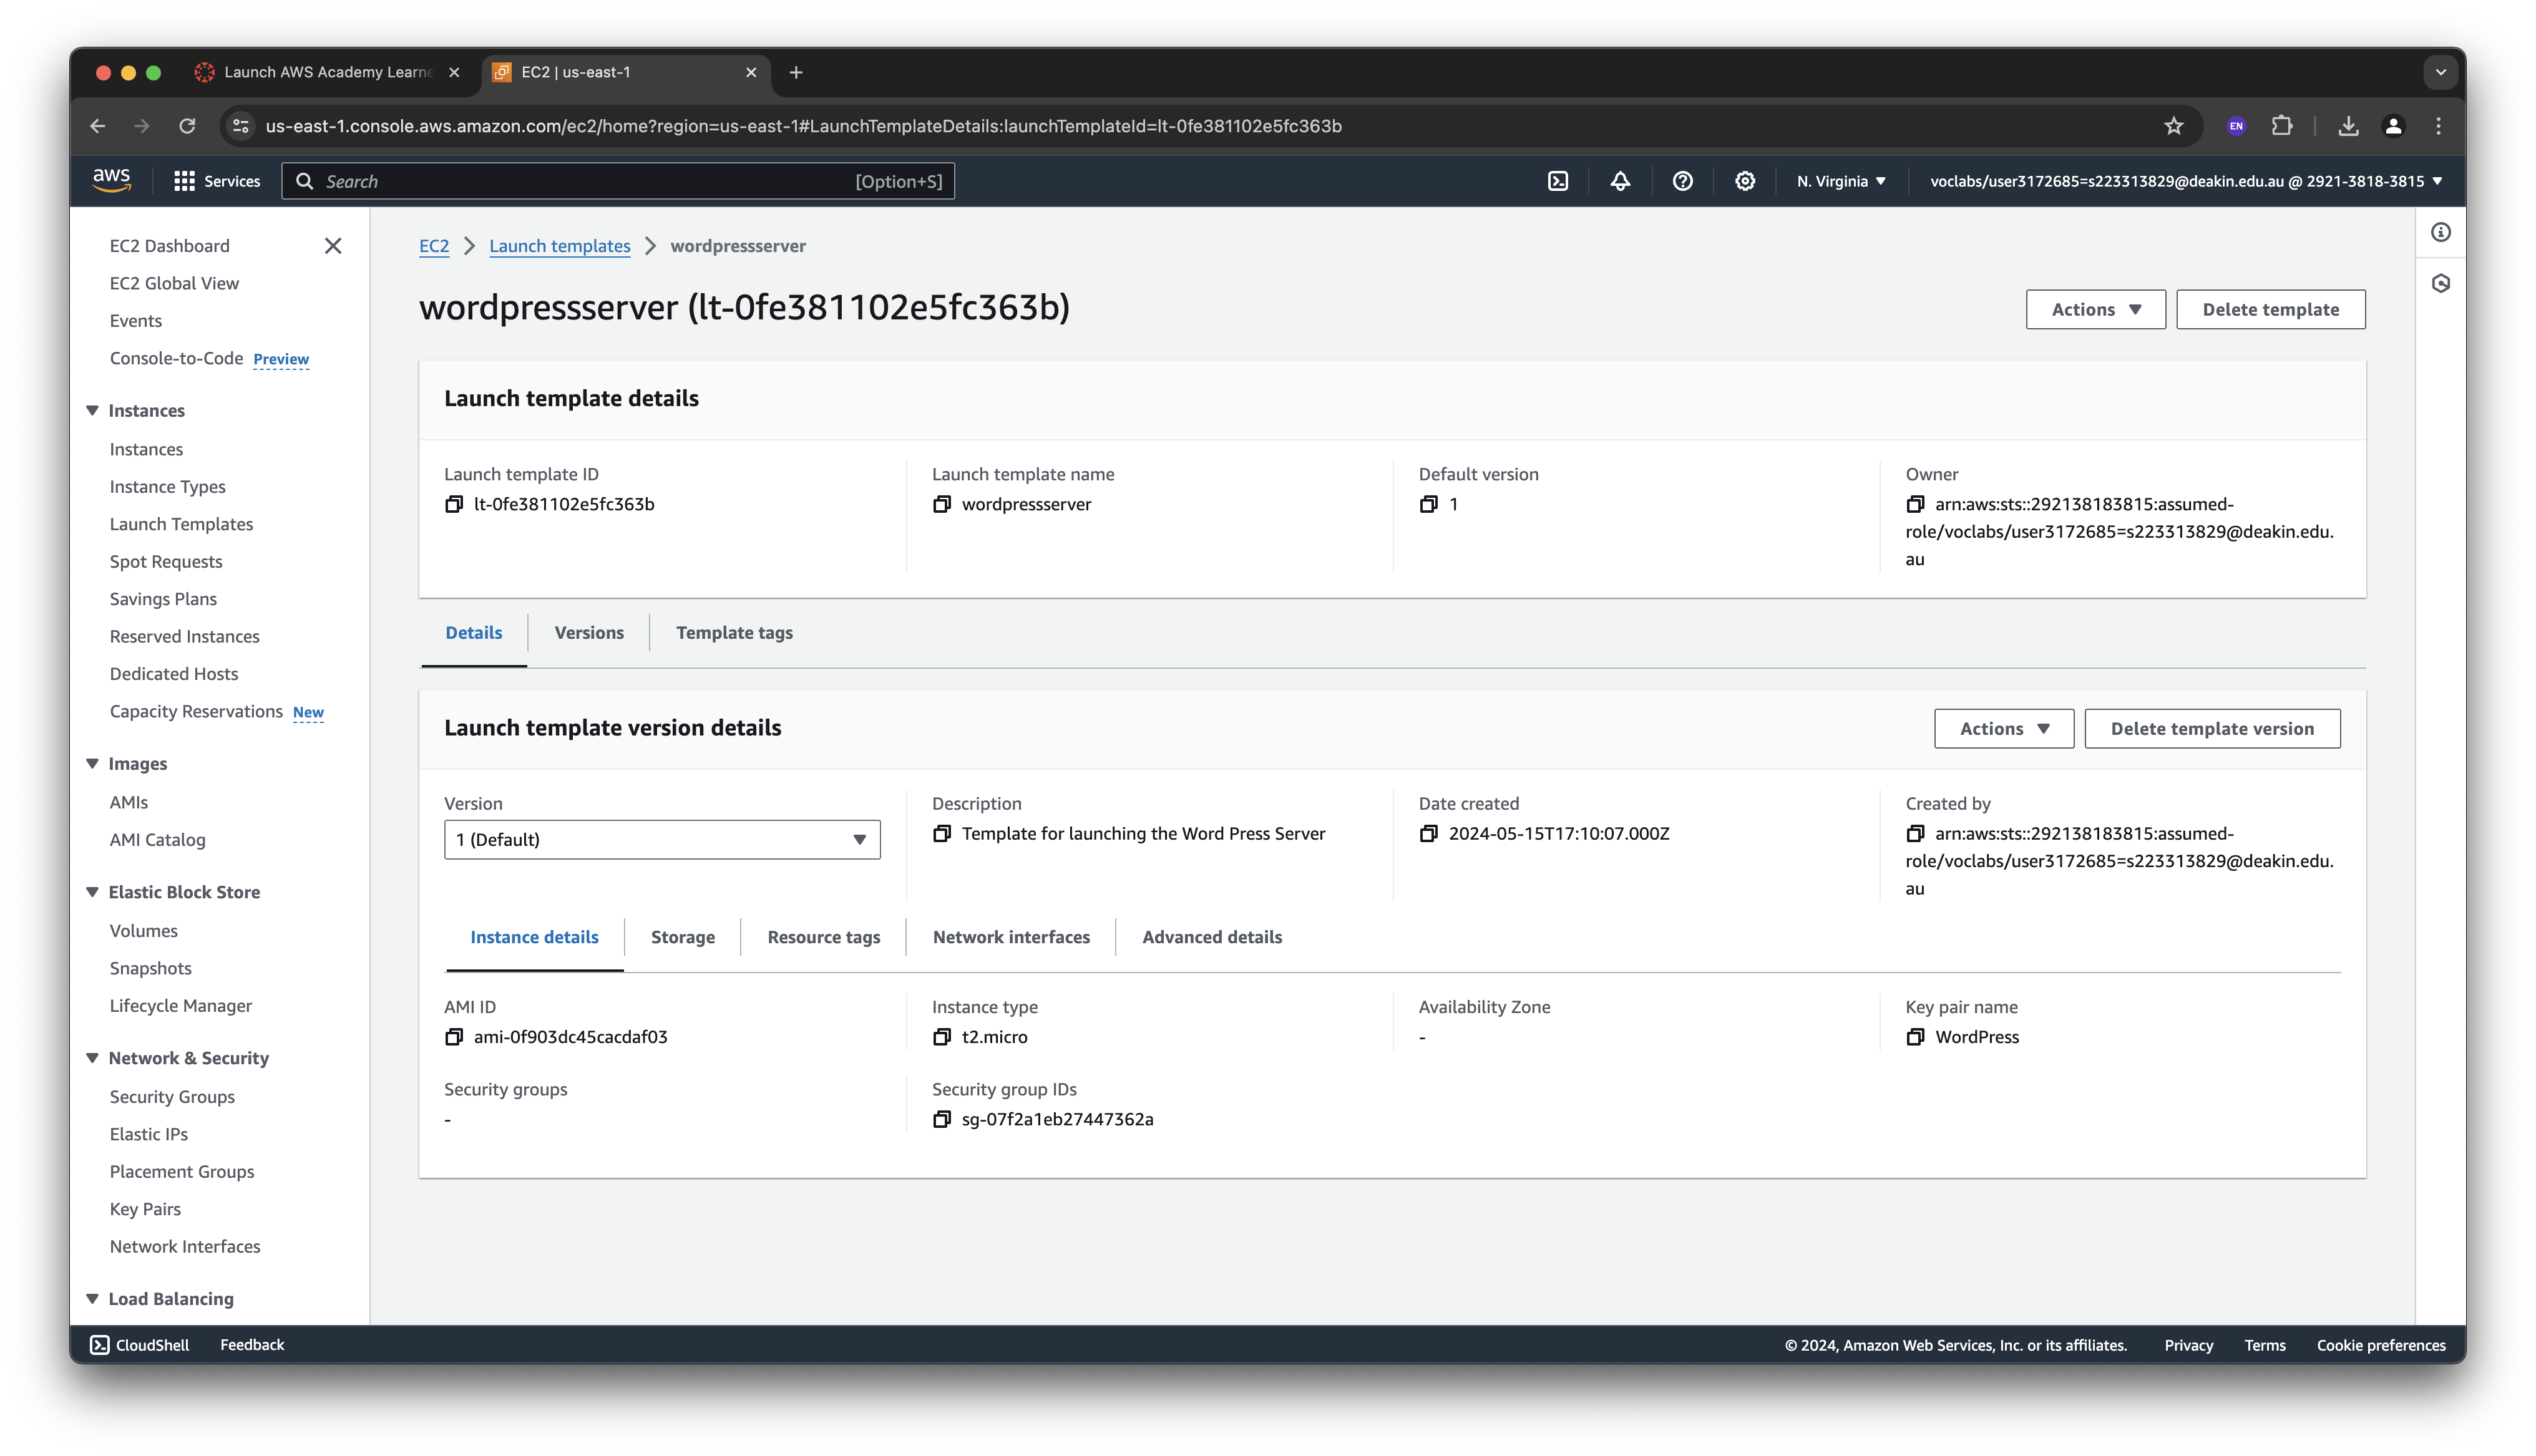 Launch AWS Academy Learne
EC2 | us-east-1
us-east-1.console.aws.amazon.com/ec2/home?region=us-east-1#LaunchTemplateDetails:launchTemplateId=lt-0fe381102e5fc363b
EN
aws
Services
Search
[Option+S]
N. Virginia
voclabs/user3172685=s223313829@deakin.edu.au @ 2921-3818-3815
EC2 Dashboard
EC2 Global View
Events
Console-to-Code Preview
Instances
Instances
Instance Types
Launch Templates
Spot Requests
Savings Plans
Reserved Instances
Dedicated Hosts
Capacity Reservations New
Images
AMIs
AMI Catalog
Elastic Block Store
Volumes
Snapshots
Lifecycle Manager
Network & Security
Security Groups
Elastic IPs
Placement Groups
Key Pairs
Network Interfaces
Load Balancing
EC2 > Launch templates > wordpressserver
wordpressserver (lt-0fe381102e5fc363b)
Actions
Delete template
Launch template details
Launch template ID
lt-0fe381102e5fc363b
Launch template name
wordpressserver
Default version
1
Owner
arn:aws:sts::292138183815:assumed-
role/voclabs/user3172685=s223313829@deakin.edu.
au
Details
Versions
Template tags
Launch template version details
Actions
Delete template version
Version
1 (Default)
Description
Template for launching the Word Press Server
Date created
2024-05-15T17:10:07.000Z
Created by
arn:aws:sts::292138183815:assumed-
role/voclabs/user3172685=s223313829@deakin.edu.
au
Instance details
Storage
Resource tags
Network interfaces
Advanced details
AMI ID
ami-0f903dc45cacdaf03
Instance type
t2.micro
Availability Zone
-
Key pair name
WordPress
Security groups
-
Security group IDs
sg-07f2a1eb27447362a
CloudShell
Feedback
© 2024, Amazon Web Services, Inc. or its affiliates.
Privacy
Terms
Cookie preferences